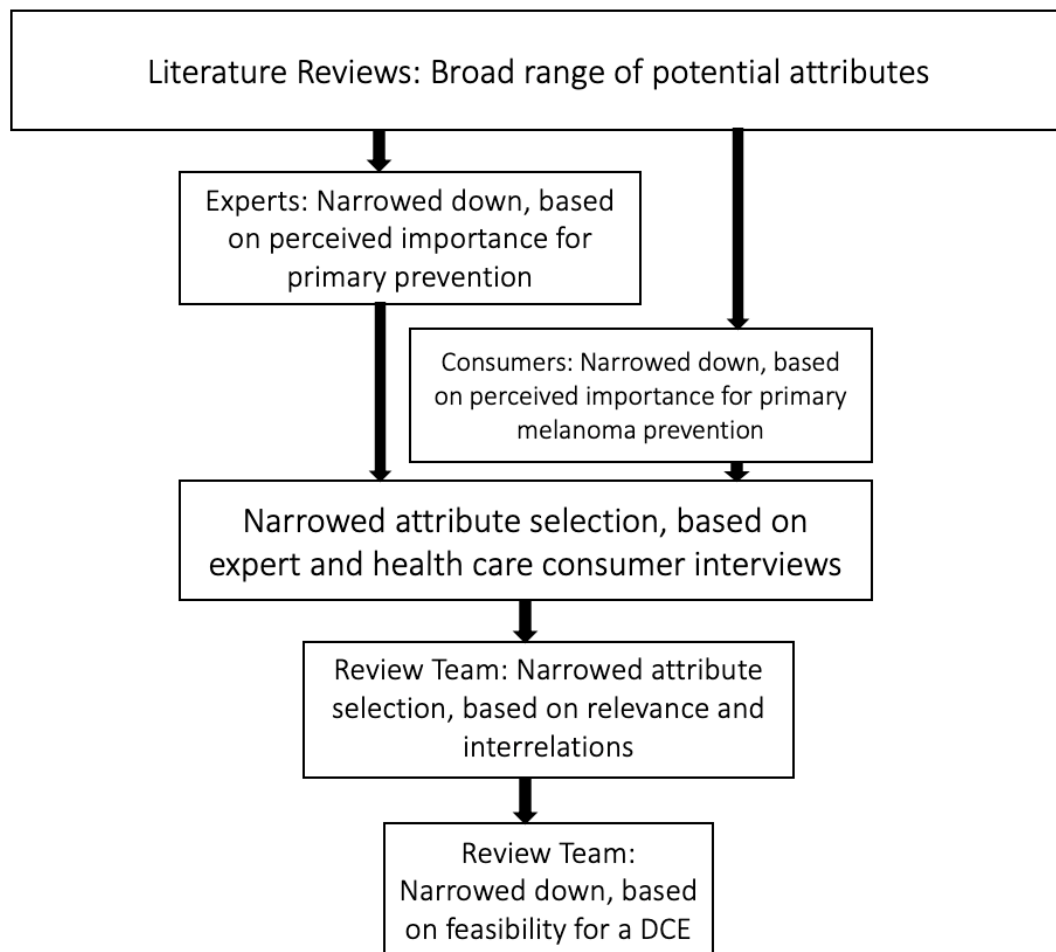 Literature Reviews: Broad range of potential attributes
Experts: Narrowed down, based
on perceived importance for
primary prevention
Consumers: Narrowed down, based
on perceived importance for primary
melanoma prevention
Narrowed attribute selection, based on
expert and health care consumer interviews
Review Team: Narrowed attribute
selection, based on relevance and
interrelations
Review Team:
Narrowed down, based
on feasibility for a DCE